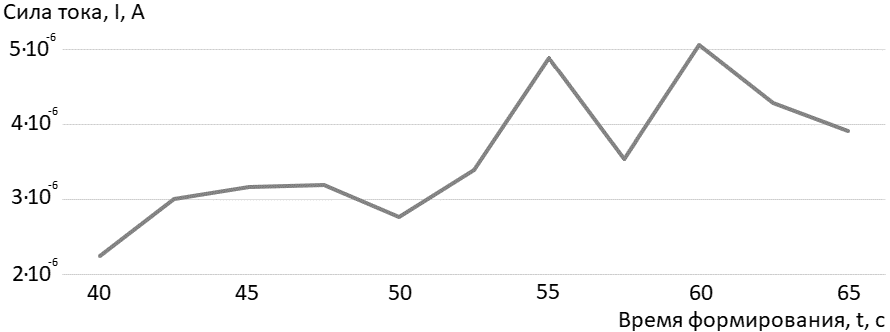 Сила тока, I, А
5·10⁻⁶
4·10⁻⁶
3·10⁻⁶
2·10⁻⁶
40 45 50 55 60 65
Время формирования, t, с